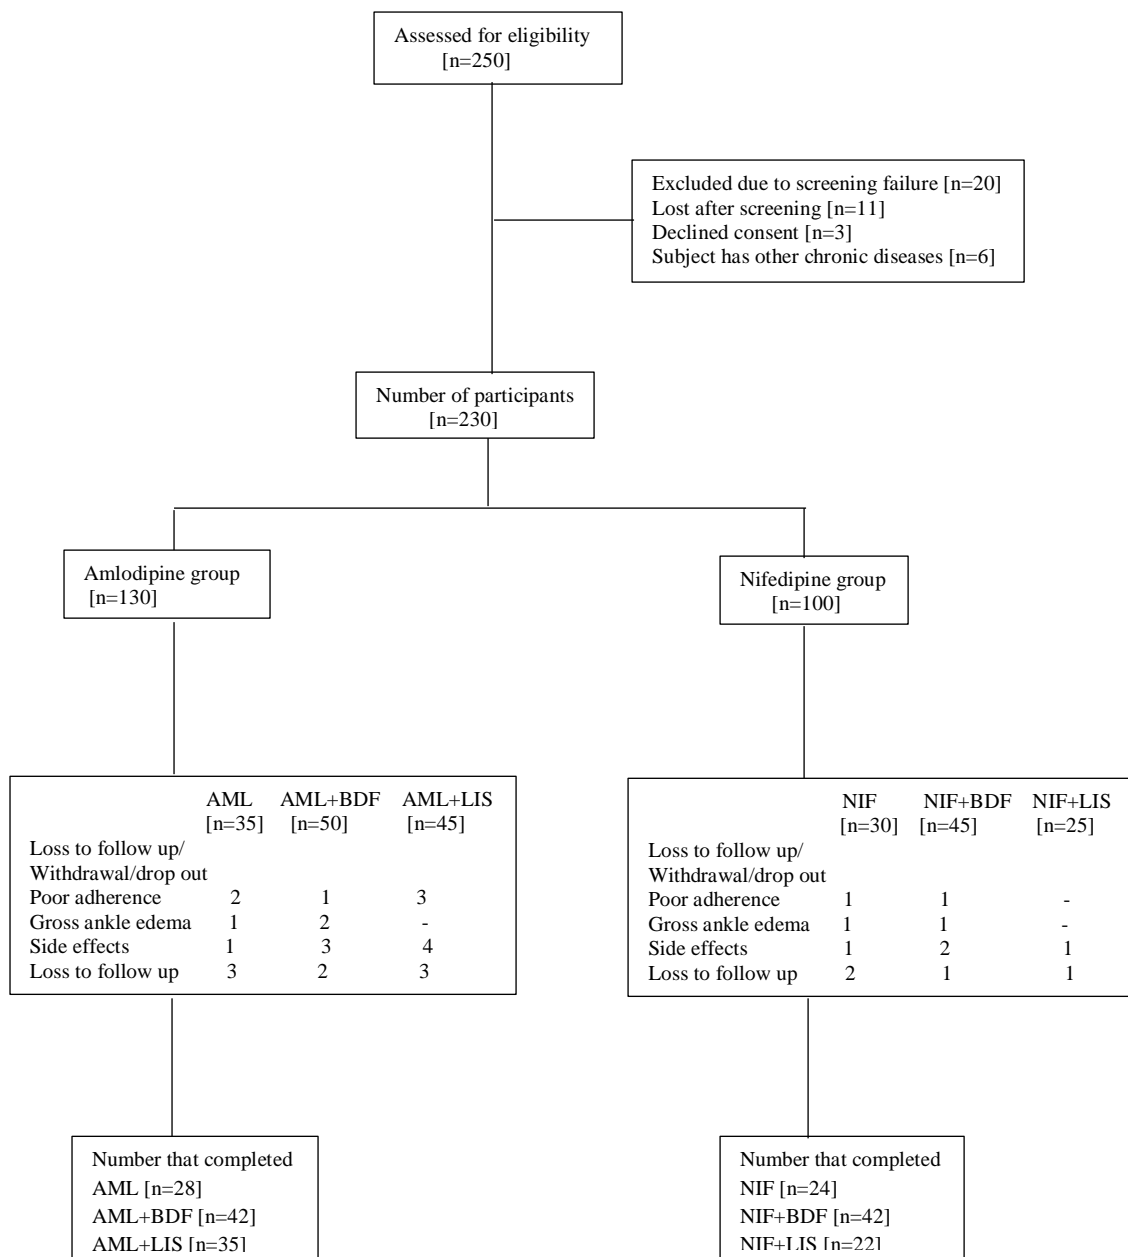 Assessed for eligibility
[n=250]
Excluded due to screening failure [n=20]
Lost after screening [n=11]
Declined consent [n=3]
Subject has other chronic diseases [n=6]
Number of participants
[n=230]
Amlodipine group
[n=130]
Nifedipine group
[n=100]
AML AML+BDF AML+LIS
[n=35] [n=50] [n=45]
Loss to follow up/
Withdrawal/drop out
Poor adherence 2 1 3
Gross ankle edema 1 2 -
Side effects 1 3 4
Loss to follow up 3 2 3
NIF NIF+BDF NIF+LIS
[n=30] [n=45] [n=25]
Loss to follow up/
Withdrawal/drop out
Poor adherence 1 1 -
Gross ankle edema 1 1 -
Side effects 1 2 1
Loss to follow up 2 1 1
Number that completed
AML [n=28]
AML+BDF [n=42]
AML+LIS [n=35]
Number that completed
NIF [n=24]
NIF+BDF [n=42]
NIF+LIS [n=22]